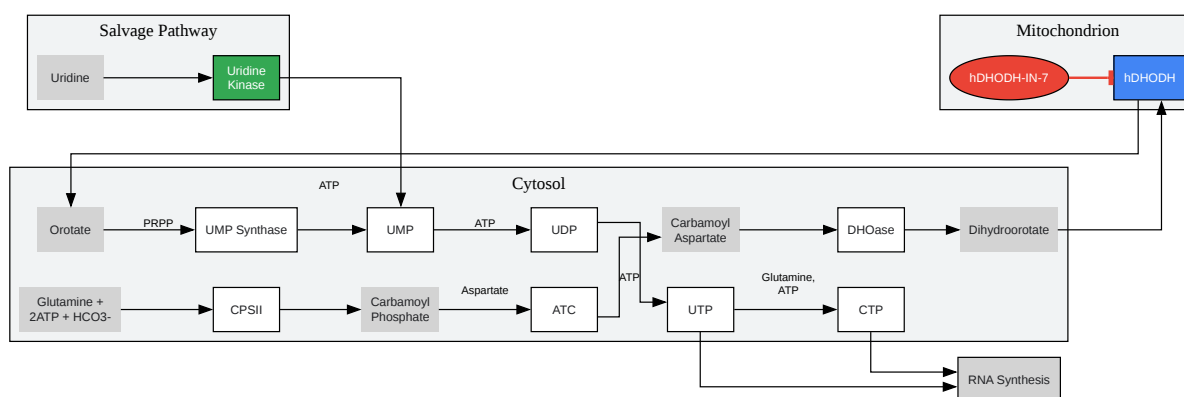 Salvage Pathway
Mitochondrion
Uridine
Uridine
Kinase
hDHODH-IN-7
hDHODH
Cytosol
ATP
Orotate
PRPP
UMP Synthase
UMP
ATP
UDP
Carbamoyl
Aspartate
DHOase
Dihydroorotate
Glutamine +
2ATP + HCO3-
CPSII
Carbamoyl
Phosphate
Aspartate
ATC
ATP
UTP
Glutamine,
ATP
CTP
RNA Synthesis